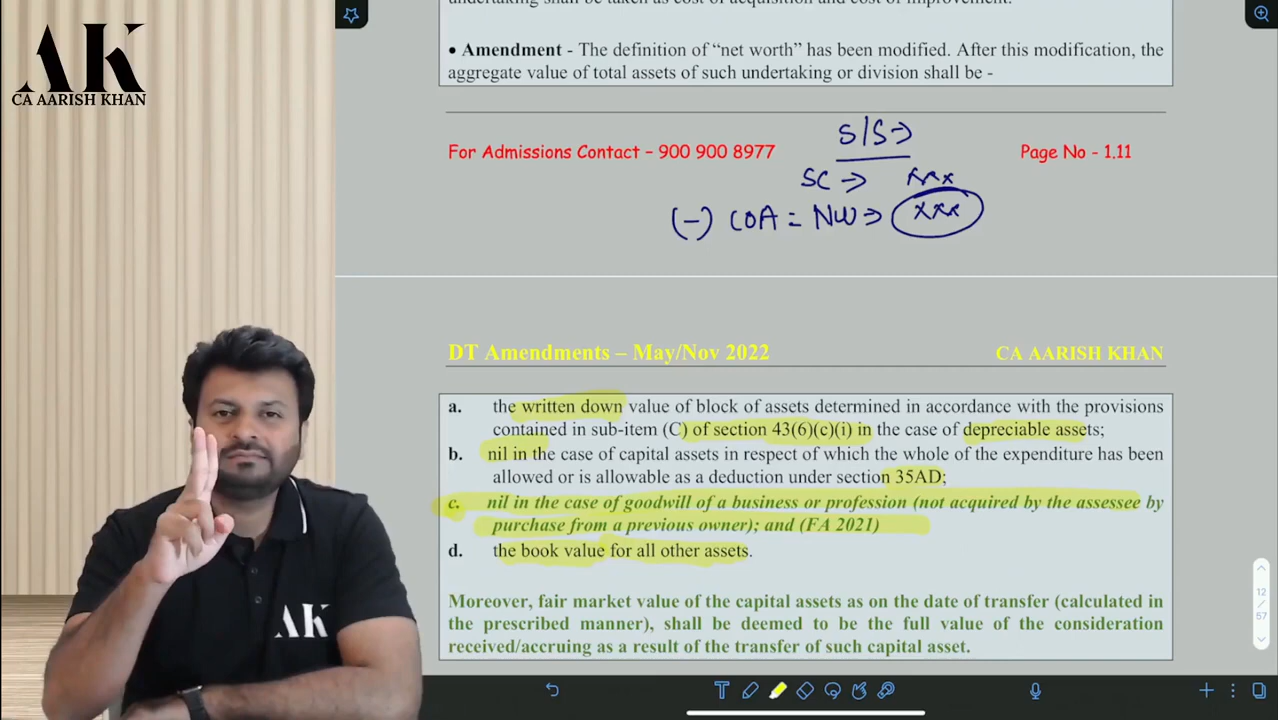 AK
CA AARISH KHAN
undertaking shall be taken as cost of acquisition and cost of improvement.
• Amendment - The definition of “net worth” has been modified. After this modification, the
aggregate value of total assets of such undertaking or division shall be -
S|S→
For Admissions Contact – 900 900 8977
Page No - 1.11
SC → xxx
(-) COA = NW → xxx
DT Amendments – May/Nov 2022
CA AARISH KHAN
a. the written down value of block of assets determined in accordance with the provisions
contained in sub-item (C) of section 43(6)(c)(i) in the case of depreciable assets;
b. nil in the case of capital assets in respect of which the whole of the expenditure has been
allowed or is allowable as a deduction under section 35AD;
c. nil in the case of goodwill of a business or profession (not acquired by the assessee by
purchase from a previous owner); and (FA 2021)
d. the book value for all other assets.
Moreover, fair market value of the capital assets as on the date of transfer (calculated in
the prescribed manner), shall be deemed to be the full value of the consideration
received/accruing as a result of the transfer of such capital asset.
12
/
57
AK
T